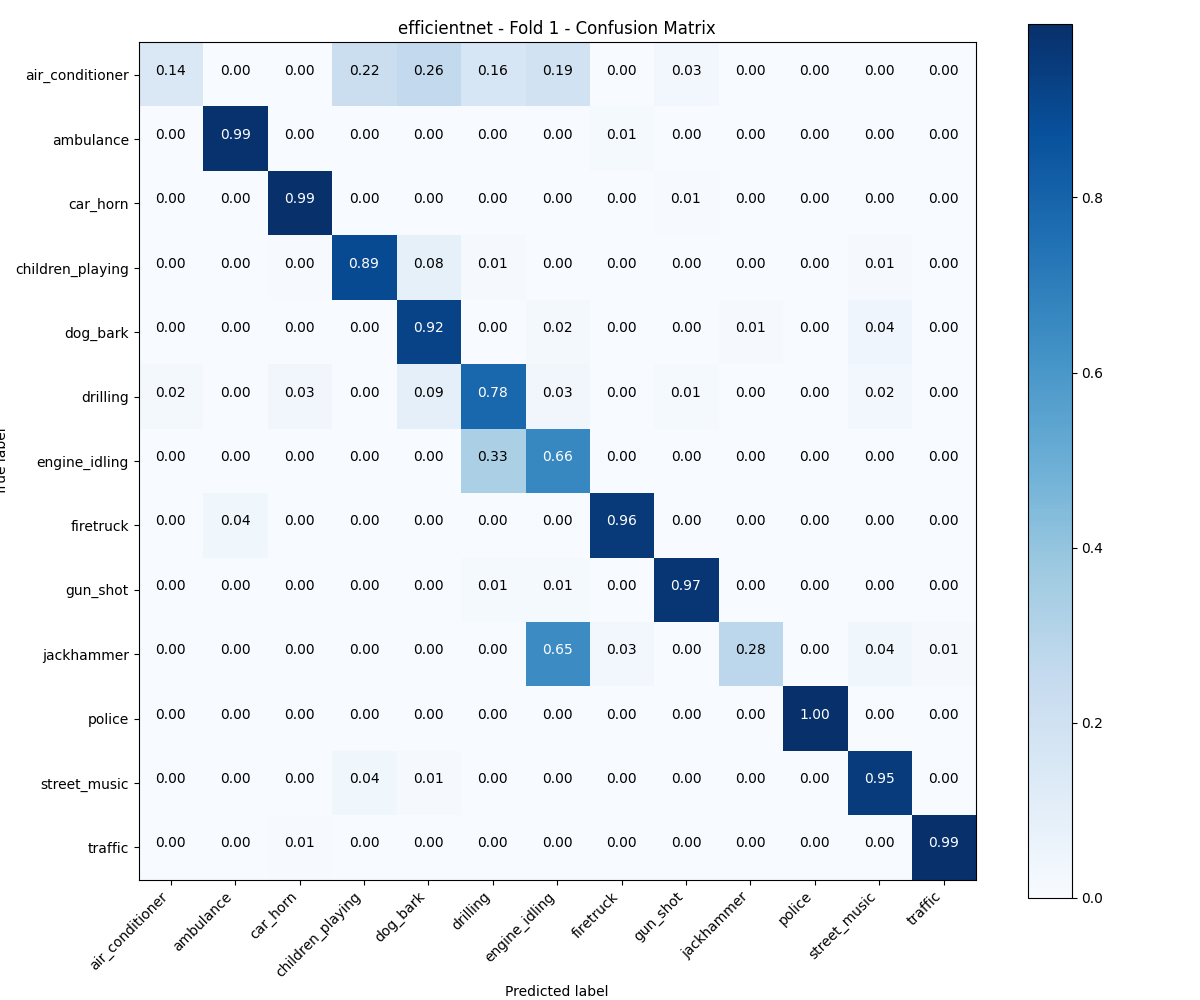 efficientnet - Fold 1 - Confusion Matrix
air_conditioner 0.14 0.00 0.00 0.22 0.26 0.16 0.19 0.00 0.03 0.00 0.00 0.00 0.00
ambulance 0.00 0.99 0.00 0.00 0.00 0.00 0.00 0.01 0.00 0.00 0.00 0.00 0.00
car_horn 0.00 0.00 0.99 0.00 0.00 0.00 0.00 0.00 0.01 0.00 0.00 0.00 0.00
children_playing 0.00 0.00 0.00 0.89 0.08 0.01 0.00 0.00 0.00 0.00 0.00 0.01 0.00
dog_bark 0.00 0.00 0.00 0.00 0.92 0.00 0.02 0.00 0.00 0.01 0.00 0.04 0.00
drilling 0.02 0.00 0.03 0.00 0.09 0.78 0.03 0.00 0.01 0.00 0.00 0.02 0.00
engine_idling 0.00 0.00 0.00 0.00 0.00 0.33 0.66 0.00 0.00 0.00 0.00 0.00 0.00
firetruck 0.00 0.04 0.00 0.00 0.00 0.00 0.00 0.96 0.00 0.00 0.00 0.00 0.00
gun_shot 0.00 0.00 0.00 0.00 0.00 0.01 0.01 0.00 0.97 0.00 0.00 0.00 0.00
jackhammer 0.00 0.00 0.00 0.00 0.00 0.00 0.65 0.03 0.00 0.28 0.00 0.04 0.01
police 0.00 0.00 0.00 0.00 0.00 0.00 0.00 0.00 0.00 0.00 1.00 0.00 0.00
street_music 0.00 0.00 0.00 0.04 0.01 0.00 0.00 0.00 0.00 0.00 0.00 0.95 0.00
traffic 0.00 0.00 0.01 0.00 0.00 0.00 0.00 0.00 0.00 0.00 0.00 0.00 0.99
air_conditioner ambulance car_horn children_playing dog_bark drilling engine_idling firetruck gun_shot jackhammer police street_music traffic
Predicted label
label
0.8
0.6
0.4
0.2
0.0